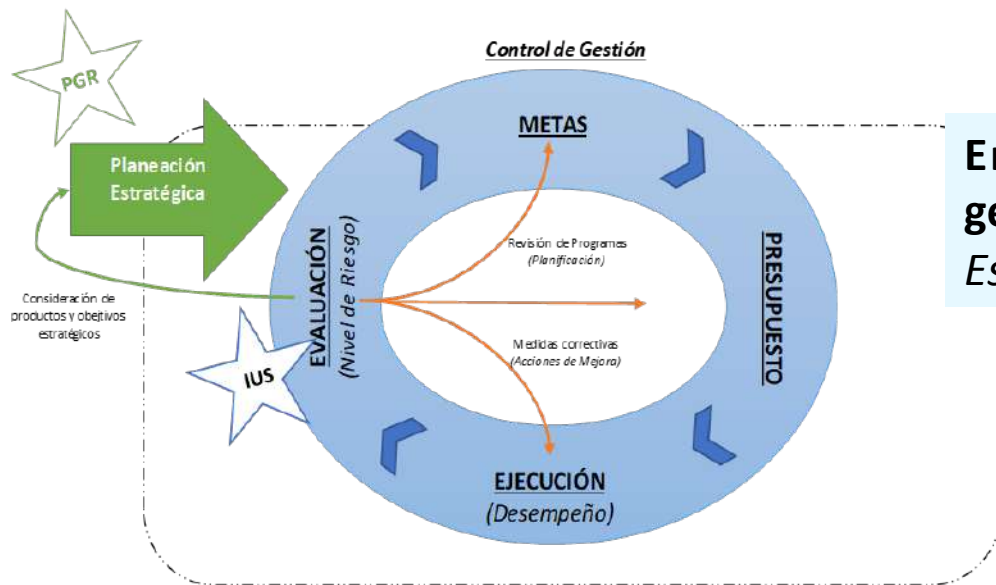 Control de Gestión
PGR
METAS
Planeación
Estratégica
Revisión de Programas
(Planificación)
EVALUACIÓN
(Nivel de Riesgo)
PRESUPUESTO
Consideración de
productos y obejtivos
estratégicos
Medidas correctivas
(Acciones de Mejora)
IUS
EJECUCIÓN
(Desempeño)